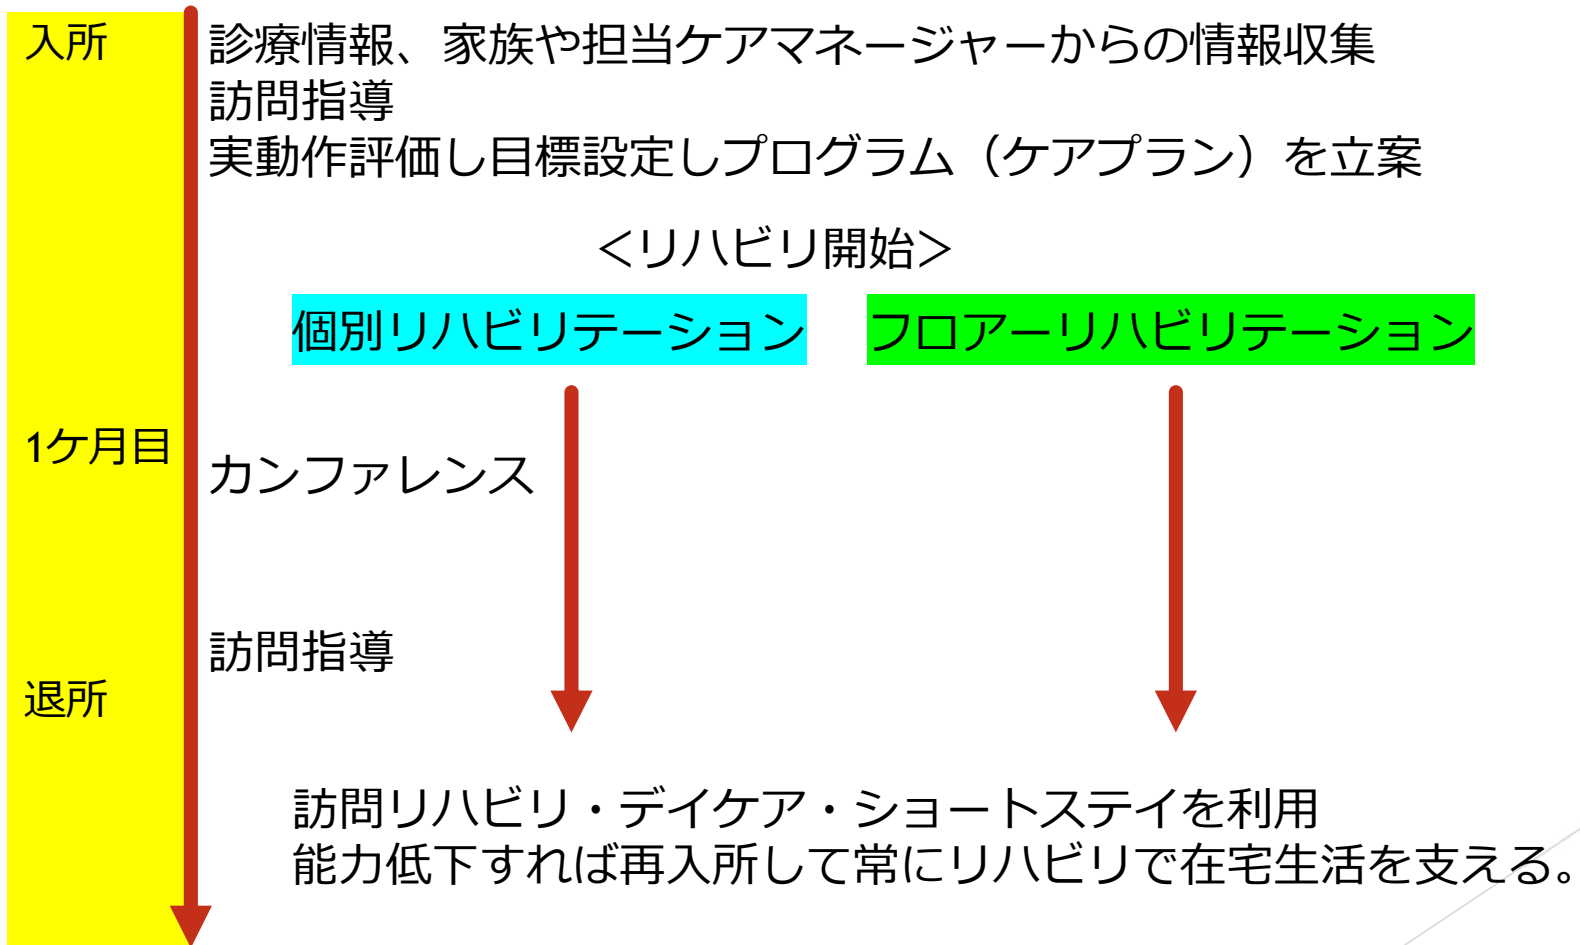 入所
診療情報、家族や担当ケアマネージャーからの情報収集
訪問指導
実動作評価し目標設定しプログラム（ケアプラン）を立案
＜リハビリ開始＞
個別リハビリテーション
フロアーリハビリテーション
1ケ月目
カンファレンス
訪問指導
退所
訪問リハビリ・デイケア・ショートステイを利用
能力低下すれば再入所して常にリハビリで在宅生活を支える。